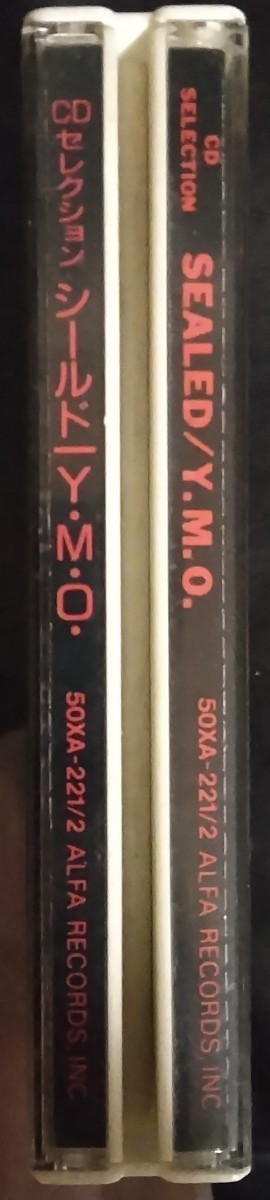 CDセレクション シールド/Y.M.O. 50XA-221/2 ALFA RECORDS, INC
CD
SELECTION
SEALED/Y.M.O. 50XA-221/2 ALFA RECORDS, INC